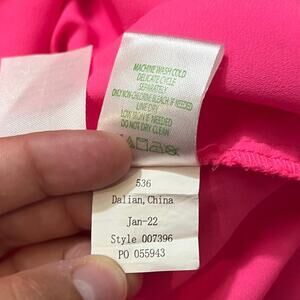 MACHINE WASH COLD
DELICATE CYCLE
SEPARATELY
ONLY NON-CHLORINE BLEACH IF NEEDED
LINE DRY
LOW IRON IF NEEDED
DO NOT DRY CLEAN
536
Dalian, China
Jan-22
Style 007396
PO 055943